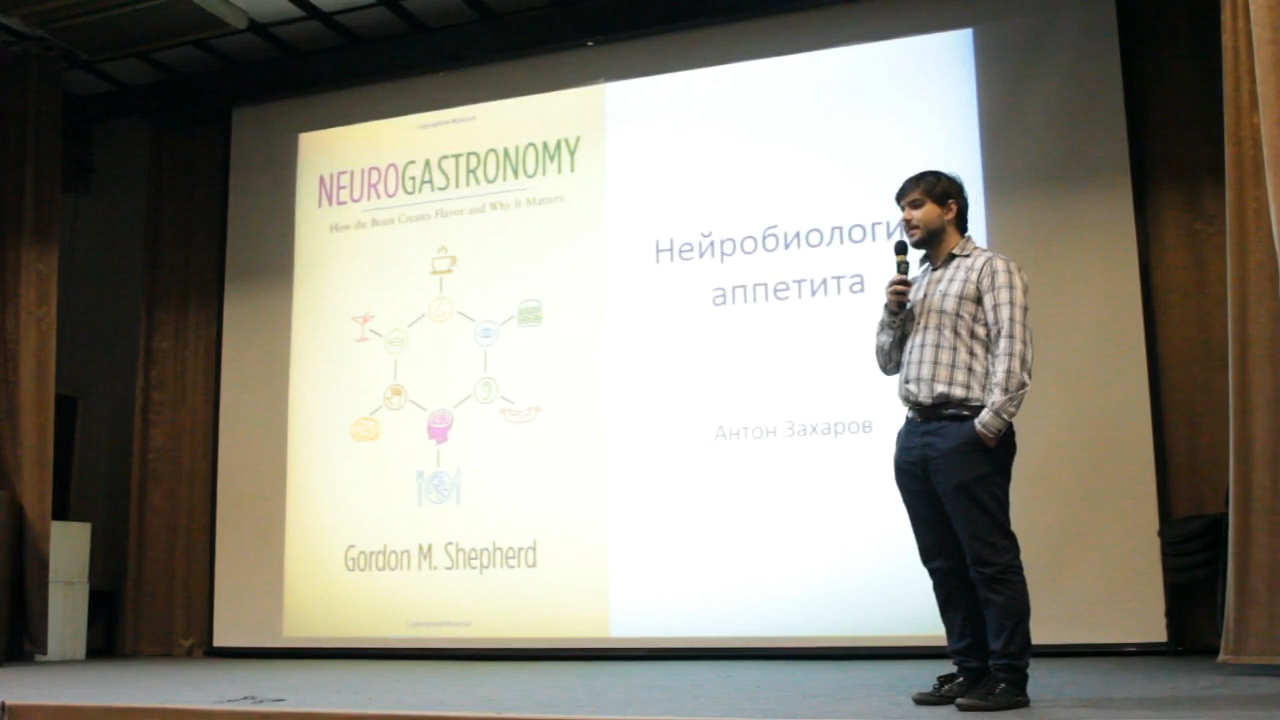 NEUROGASTRONOMY
How the Brain Creates Flavor and Why It Matters
Gordon M. Shepherd
Нейробиологи
аппетита
Антон Захаров